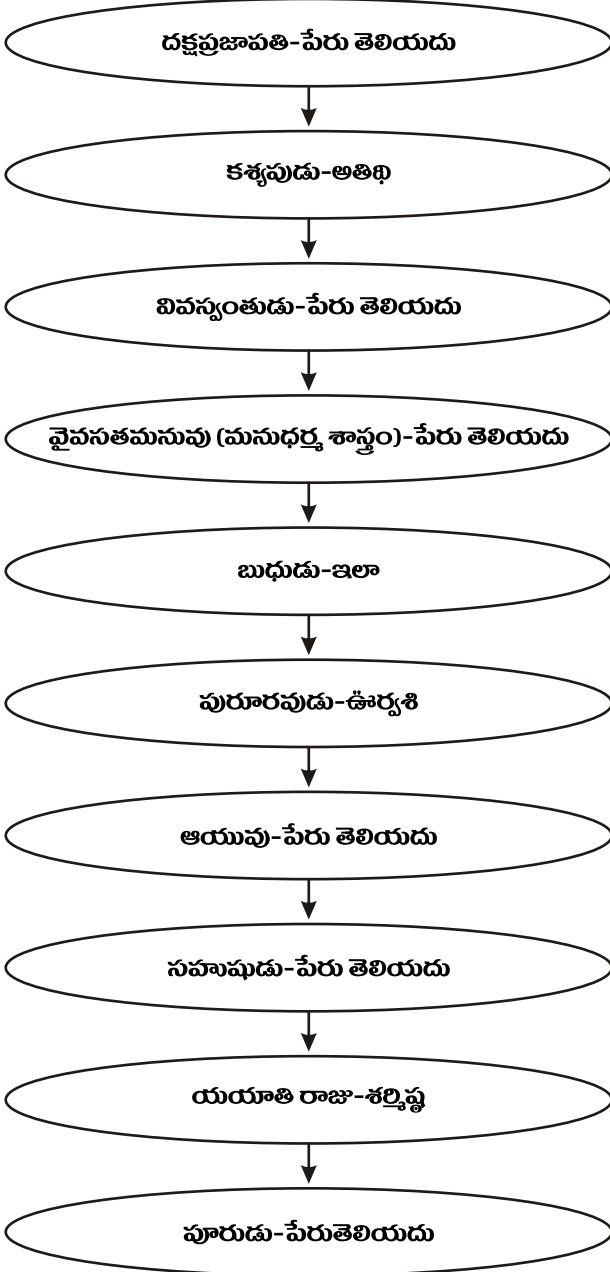 దక్షప్రజాపతి-పేరు తెలియదు
కశ్యపుడు-అతిథి
వివస్వంతుడు-పేరు తెలియదు
వైవసతమనువు (మనుధర్మ శాస్త్రం)-పేరు తెలియదు
బుధుడు-ఇలా
పురూరవుడు-ఊర్వశి
ఆయువు-పేరు తెలియదు
సహుషుడు-పేరు తెలియదు
యయాతి రాజు-శర్మిష్ఠ
పూరుడు-పేరుతెలియదు